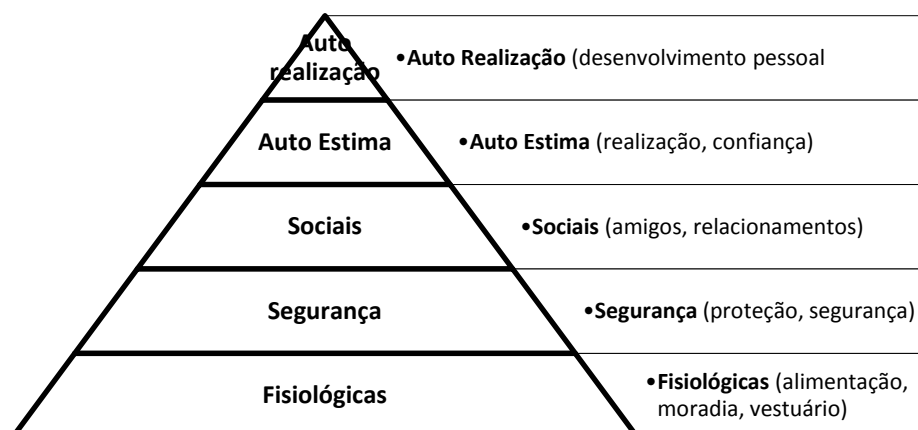 Auto
realização
•Auto Realização (desenvolvimento pessoal
Auto Estima
•Auto Estima (realização, confiança)
Sociais
•Sociais (amigos, relacionamentos)
Segurança
•Segurança (proteção, segurança)
Fisiológicas
•Fisiológicas (alimentação,
moradia, vestuário)